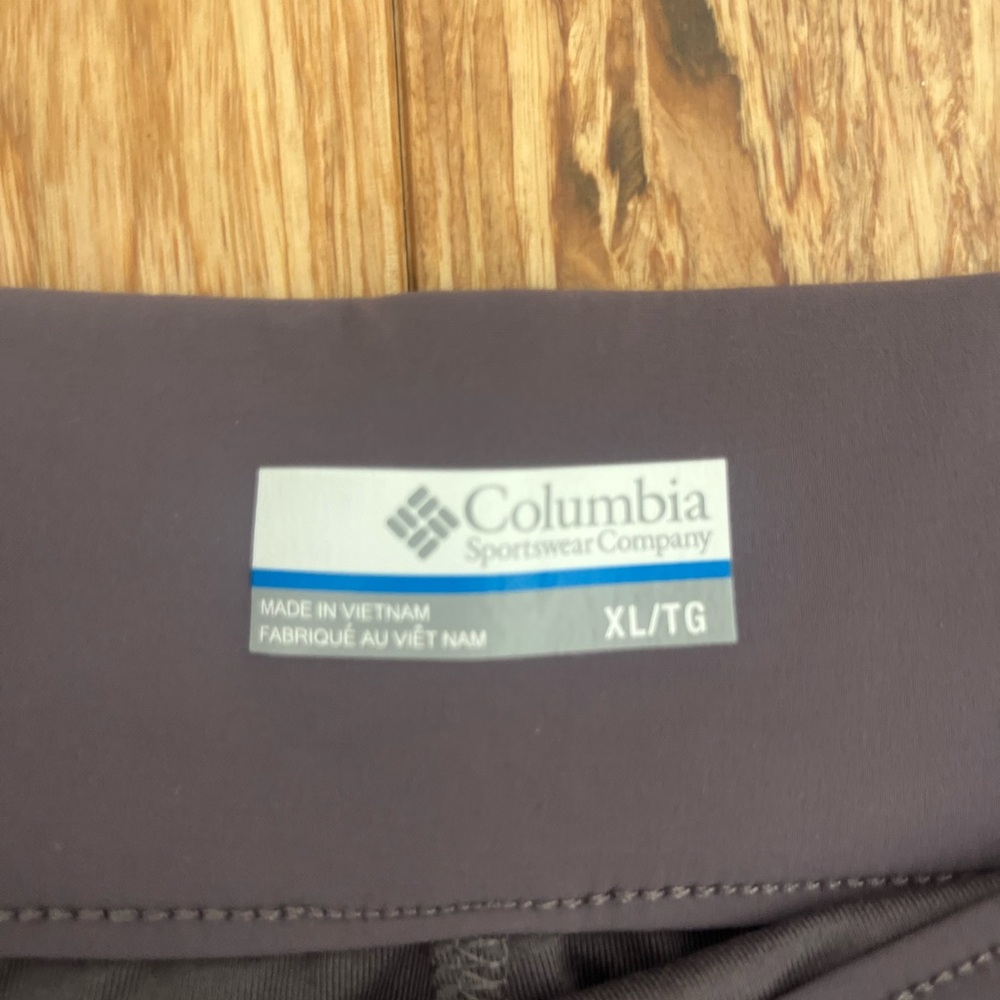 Columbia
Sportswear Company
MADE IN VIETNAM
FABRIQUÉ AU VIÊT NAM
XL/TG